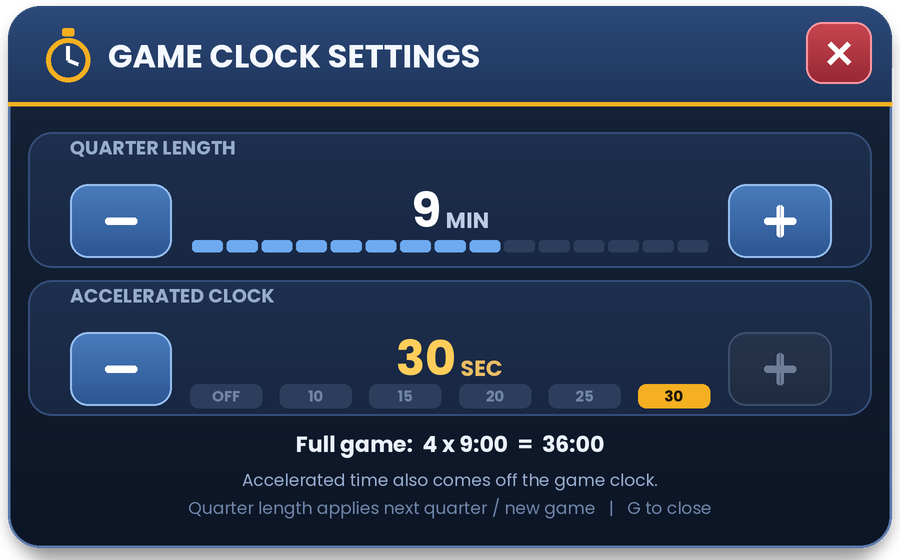 GAME CLOCK SETTINGS
QUARTER LENGTH
9 MIN
ACCELERATED CLOCK
30 SEC
OFF 10 15 20 25 30
Full game: 4 x 9:00 = 36:00
Accelerated time also comes off the game clock.
Quarter length applies next quarter / new game | G to close